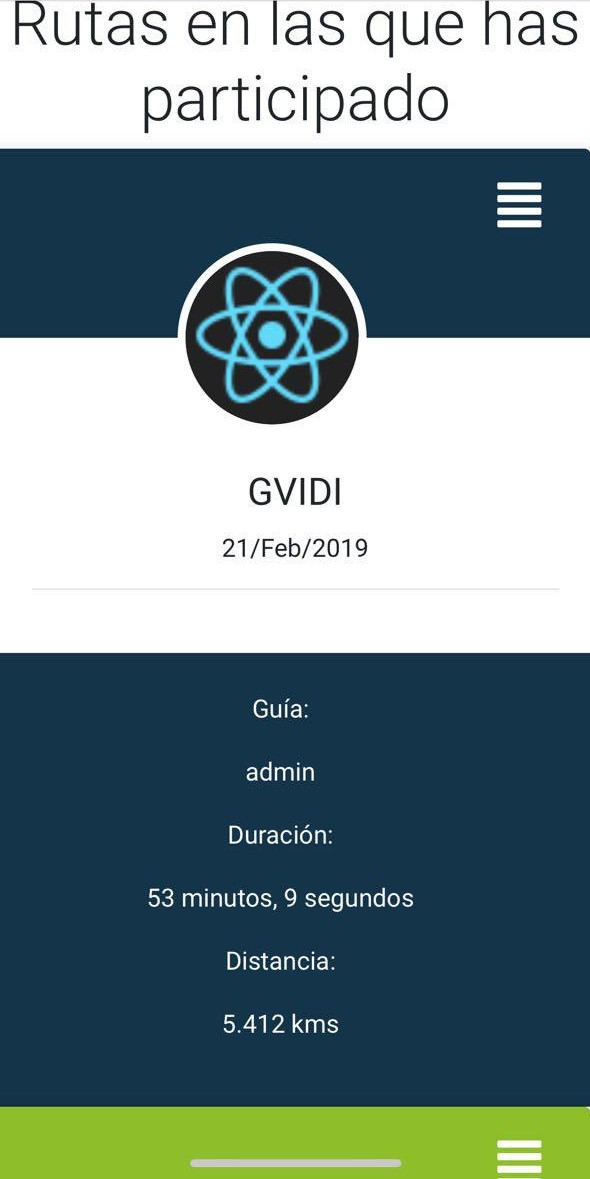 Rutas en las que has
participado
GVIDI
21/Feb/2019
Guía:
admin
Duración:
53 minutos, 9 segundos
Distancia:
5.412 kms